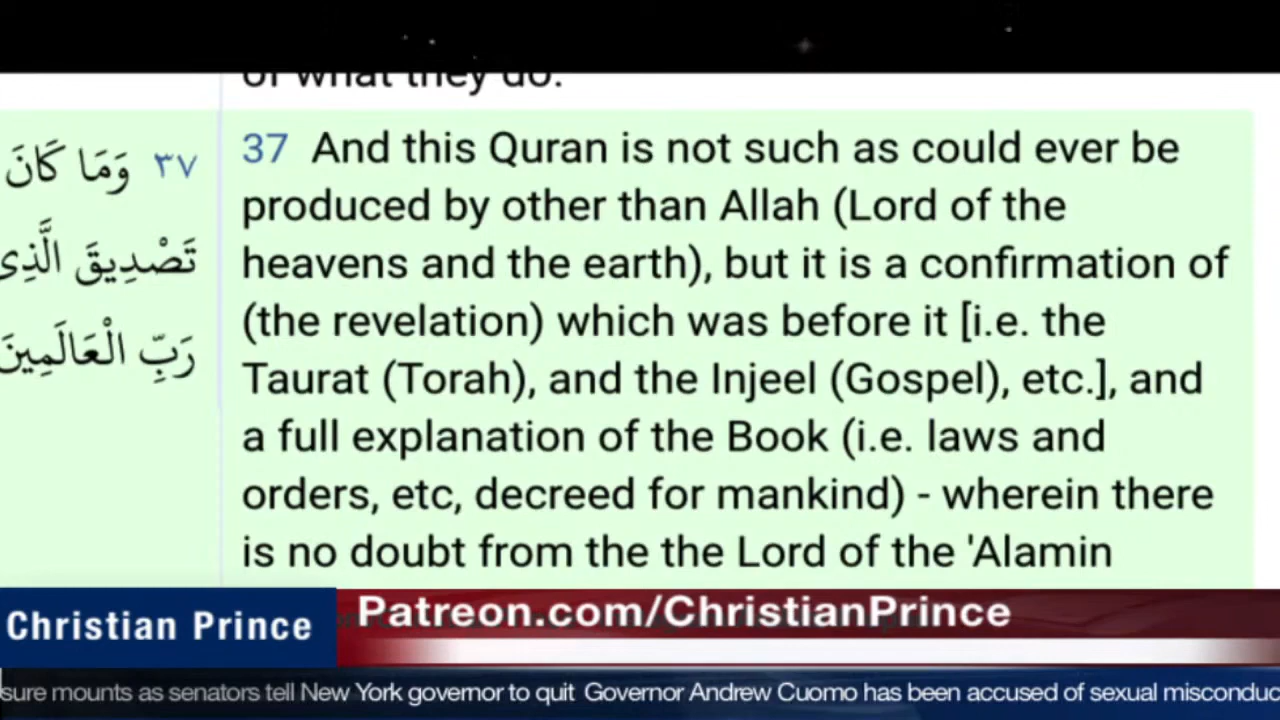 of what they do.
37 And this Quran is not such as could ever be
produced by other than Allah (Lord of the
heavens and the earth), but it is a confirmation of
(the revelation) which was before it [i.e. the
Taurat (Torah), and the Injeel (Gospel), etc.], and
a full explanation of the Book (i.e. laws and
orders, etc, decreed for mankind) - wherein there
is no doubt from the the Lord of the 'Alamin
٣٧ وَمَا كَانَ
تَصْدِيقَ الَّذِى
رَبِّ الْعَالَمِينَ
Christian Prince
Patreon.com/ChristianPrince
sure mounts as senators tell New York governor to quit Governor Andrew Cuomo has been accused of sexual misconduc